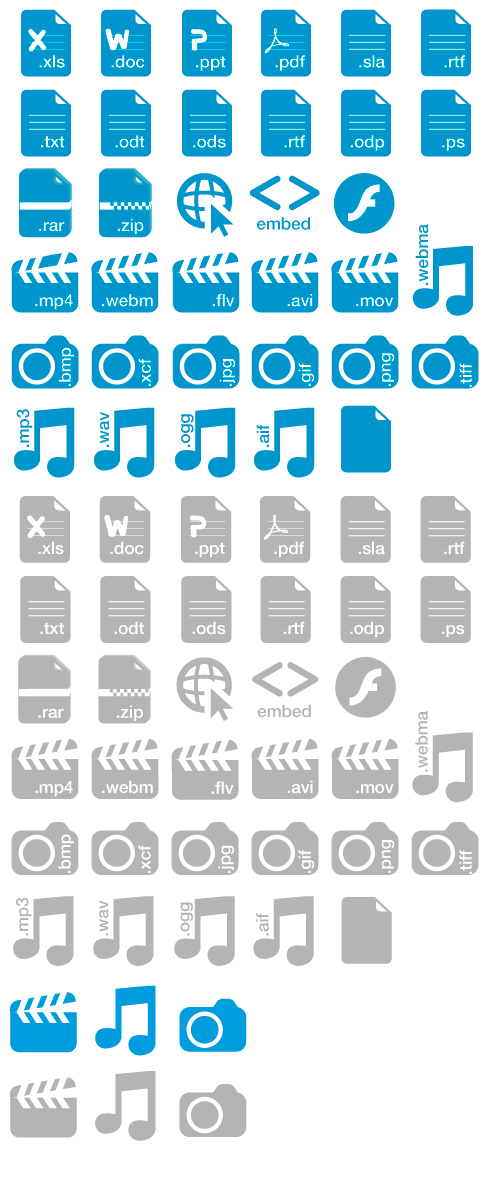 X W P
.xls .doc .ppt .pdf .sla .rtf
.txt .odt .ods .rtf .odp .ps
.rar .zip embed
.webma
.mp4 .webm .flv .avi .mov
.bmp .xcf .jpg .gif .png .tiff
.mp3 .wav .ogg .aif
X W P
.xls .doc .ppt .pdf .sla .rtf
.txt .odt .ods .rtf .odp .ps
.rar .zip embed
.webma
.mp4 .webm .flv .avi .mov
.bmp .xcf .jpg .gif .png .tiff
.mp3 .wav .ogg .aif